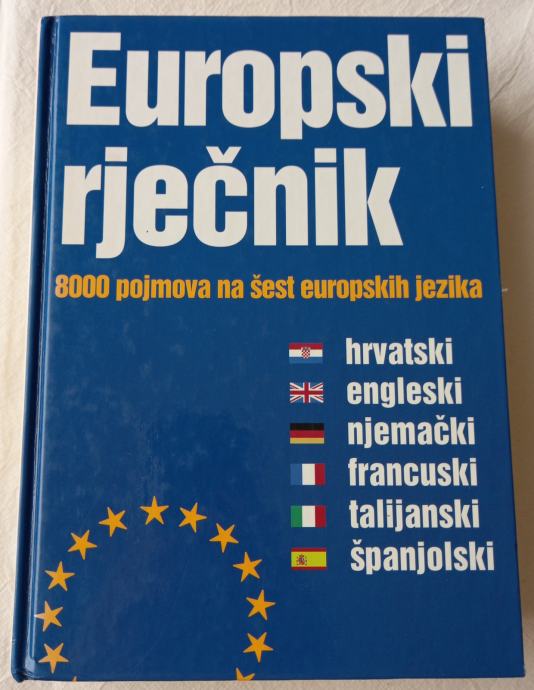 Europski
rječnik
8000 pojmova na šest europskih jezika
hrvatski
engleski
njemački
francuski
talijanski
španjolski